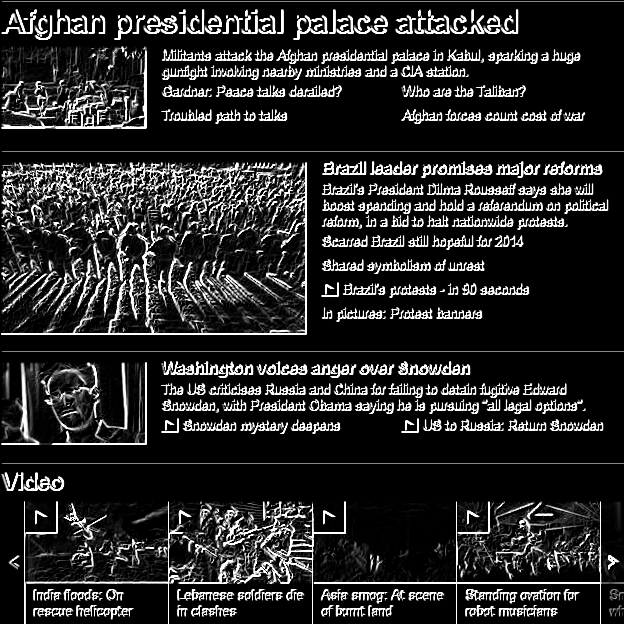 Afghan presidential palace attacked
Militants attack the Afghan presidential palace in Kabul, sparking a huge
gunfight involving nearby ministries and a CIA station.
Gardner: Peace talks derailed?
Who are the Taliban?
Troubled path to talks
Afghan forces count cost of war
Brazil leader promises major reforms
Brazil's President Dilma Rousseff says she will
boost spending and hold a referendum on political
reform, in a bid to halt nationwide protests.
Scarred Brazil still hopeful for 2014
Shared symbolism of unrest
Brazil's protests - in 90 seconds
In pictures: Protest banners
Washington voices anger over Snowden
The US criticises Russia and China for failing to detain fugitive Edward
Snowden, with President Obama saying he is pursuing "all legal options".
Snowden mystery deepens
US to Russia: Return Snowden
Video
India floods: On
rescue helicopter
Lebanese soldiers die
in clashes
Asia smog: At scene
of burnt land
Standing ovation for
robot musicians